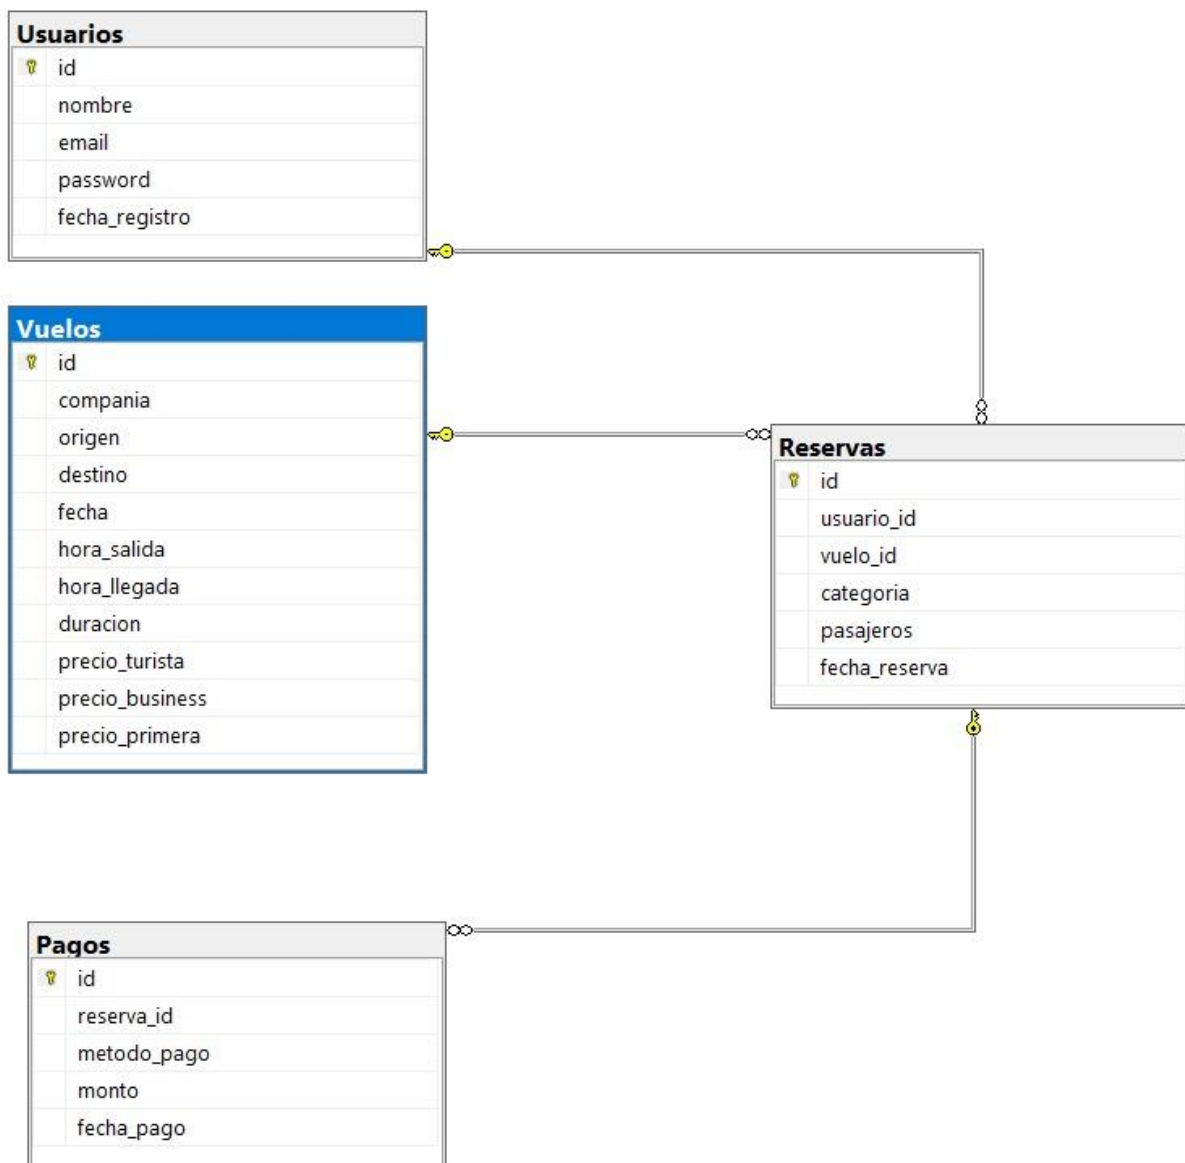 Usuarios
id
nombre
email
password
fecha_registro
Vuelos
id
compania
origen
destino
fecha
hora_salida
hora_llegada
duracion
precio_turista
precio_business
precio_primera
Reservas
id
usuario_id
vuelo_id
categoria
pasajeros
fecha_reserva
Pagos
id
reserva_id
metodo_pago
monto
fecha_pago